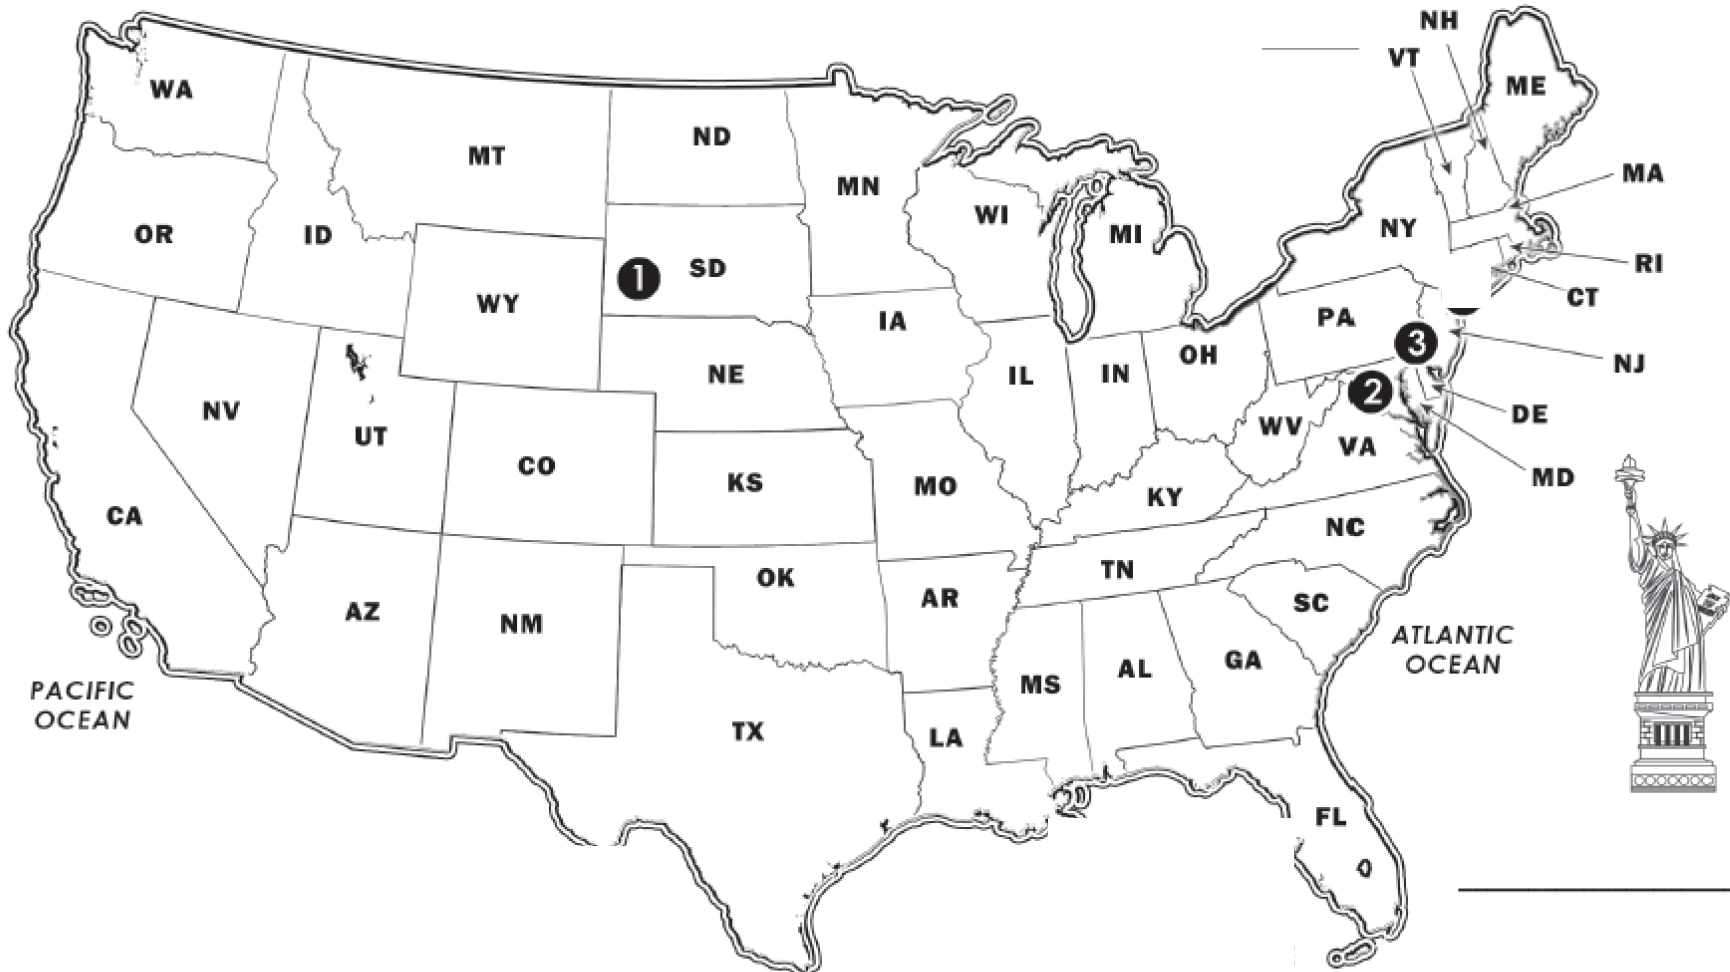 NH
VT
ME
WA
ND
MT
MN
MA
WI
NY
OR
ID
MI
RI
1
SD
CT
WY
IA
PA
3
OH
NJ
NE
IL
IN
2
NV
DE
UT
WV
VA
CO
MD
KS
MO
KY
CA
NC
TN
OK
AR
SC
AZ
NM
ATLANTIC
OCEAN
GA
AL
MS
PACIFIC
OCEAN
TX
LA
FL